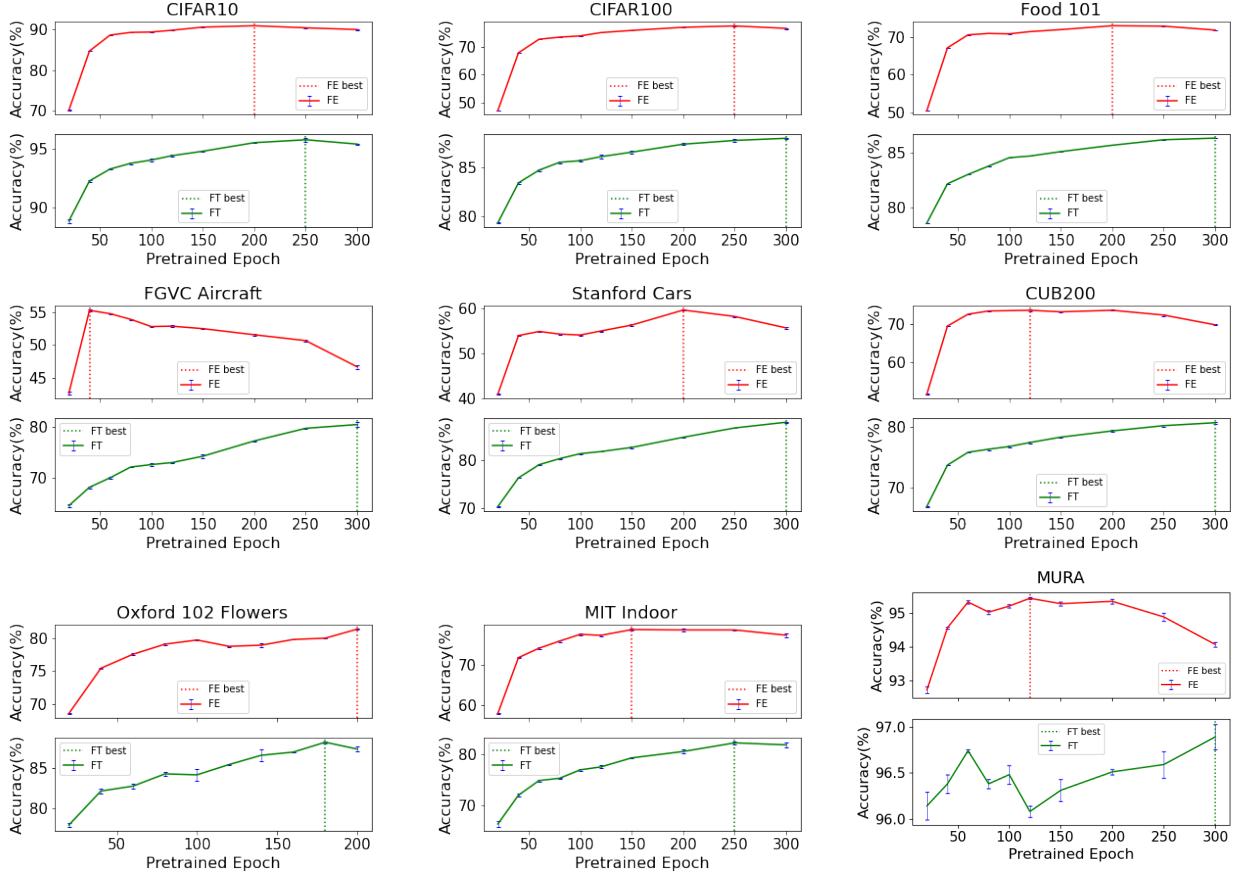 CIFAR10
Accuracy(%)
90
80
70
FE best
FE
Accuracy(%)
95
90
FT best
FT
50 100 150 200 250 300
Pretrained Epoch
CIFAR100
Accuracy(%)
70
60
50
FE best
FE
Accuracy(%)
85
80
FT best
FT
50 100 150 200 250 300
Pretrained Epoch
Food 101
Accuracy(%)
70
60
50
FE best
FE
Accuracy(%)
85
80
FT best
FT
50 100 150 200 250 300
Pretrained Epoch
FGVC Aircraft
Accuracy(%)
55
50
45
FE best
FE
Accuracy(%)
80
70
FT best
FT
50 100 150 200 250 300
Pretrained Epoch
Stanford Cars
Accuracy(%)
60
50
40
FE best
FE
Accuracy(%)
80
70
FT best
FT
50 100 150 200 250 300
Pretrained Epoch
CUB200
Accuracy(%)
70
60
FE best
FE
Accuracy(%)
80
70
FT best
FT
50 100 150 200 250 300
Pretrained Epoch
Oxford 102 Flowers
Accuracy(%)
80
75
70
FE best
FE
Accuracy(%)
85
80
FT best
FT
50 100 150 200
Pretrained Epoch
MIT Indoor
Accuracy(%)
70
60
FE best
FE
Accuracy(%)
80
70
FT best
FT
50 100 150 200 250 300
Pretrained Epoch
MURA
Accuracy(%)
95
94
93
FE best
FE
Accuracy(%)
97.0
96.5
96.0
FT best
FT
50 100 150 200 250 300
Pretrained Epoch